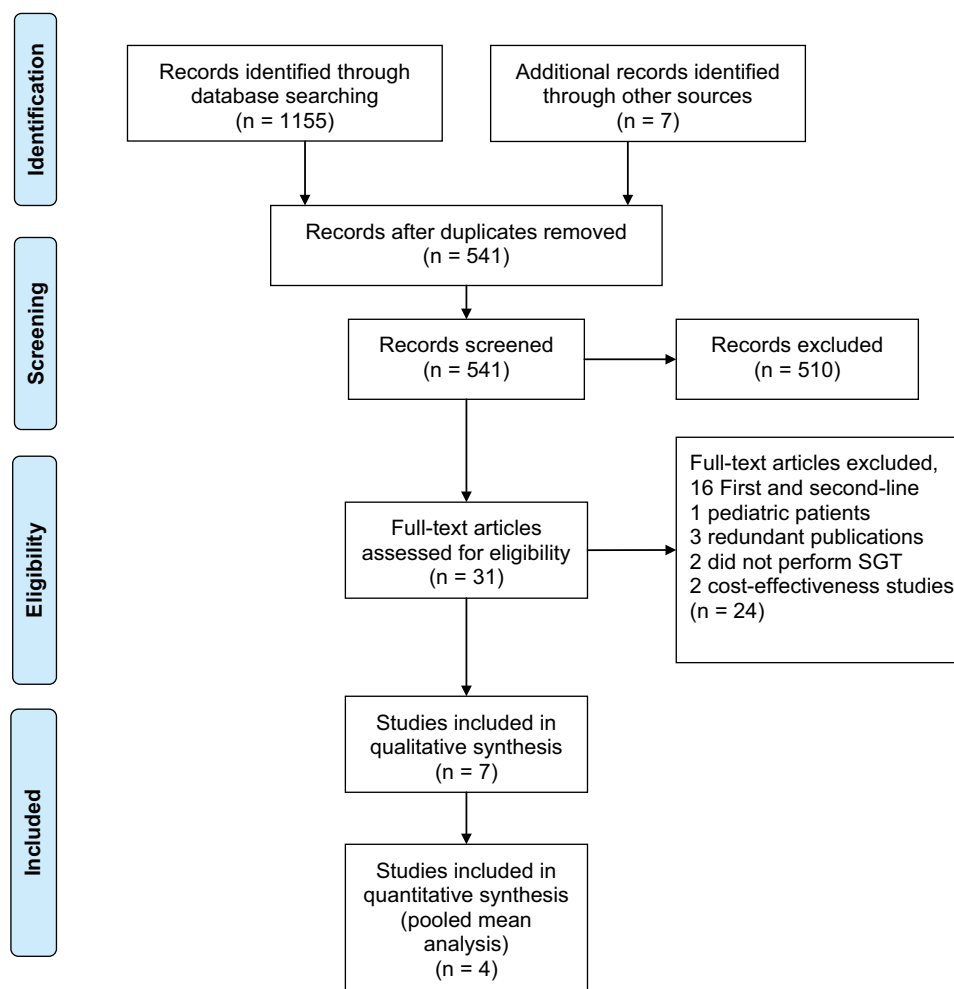 Identification
Records identified through
database searching
(n = 1155)
Additional records identified
through other sources
(n = 7)
Records after duplicates removed
(n = 541)
Screening
Records screened
(n = 541)
Records excluded
(n = 510)
Eligibility
Full-text articles
assessed for eligibility
(n = 31)
Full-text articles excluded,
16 First and second-line
1 pediatric patients
3 redundant publications
2 did not perform SGT
2 cost-effectiveness studies
(n = 24)
Included
Studies included in
qualitative synthesis
(n = 7)
Studies included in
quantitative synthesis
(pooled mean
analysis)
(n = 4)